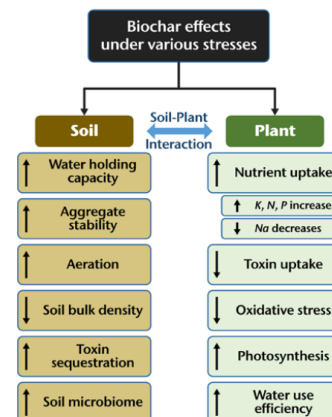 Biochar effects
under various stresses
Soil
Soil-Plant
Interaction
Plant
Water holding
capacity
Aggregate
stability
Aeration
Soil bulk density
Toxin
sequestration
Soil microbiome
Nutrient uptake
K, N, P increase
Na decreases
Toxin uptake
Oxidative stress
Photosynthesis
Water use
efficiency